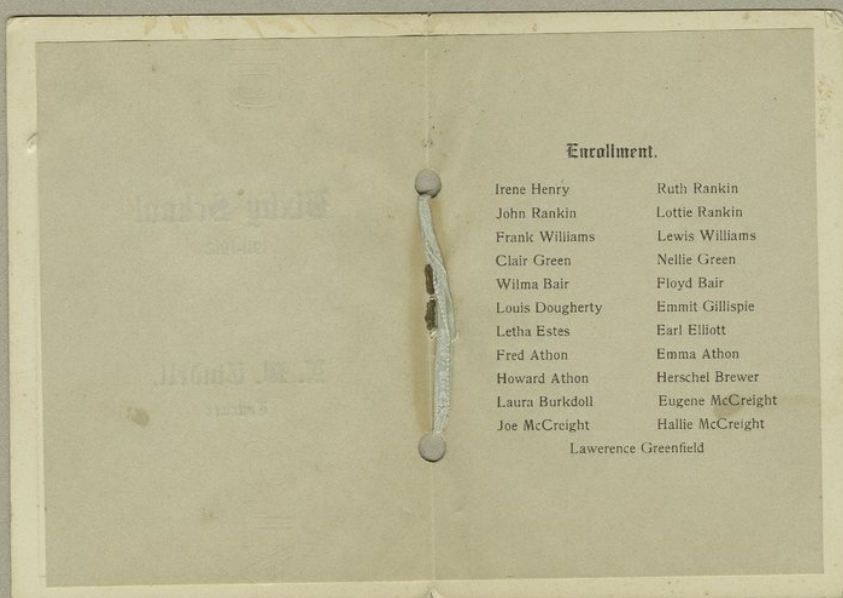 Enrollment.
Irene Henry Ruth Rankin
John Rankin Lottie Rankin
Frank Williams Lewis Williams
Clair Green Nellie Green
Wilma Bair Floyd Bair
Louis Dougherty Emmit Gillispie
Letha Estes Earl Elliott
Fred Athon Emma Athon
Howard Athon Herschel Brewer
Laura Burkdoll Eugene McCreight
Joe McCreight Hallie McCreight
Lawerence Greenfield